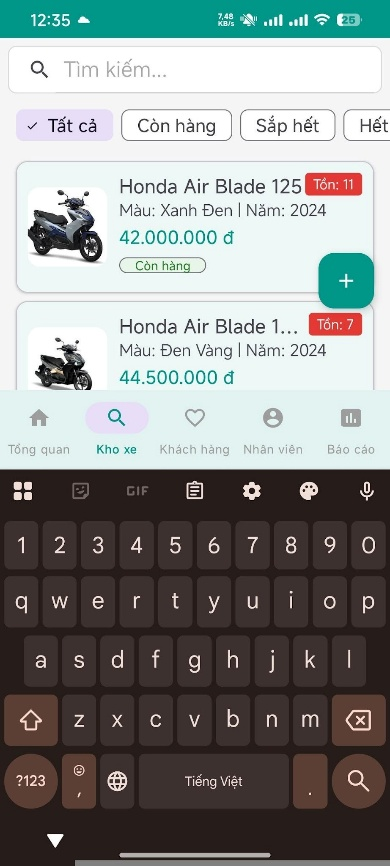 12:35
7,48
KB/s
25
Tìm kiếm...
Tất cả
Còn hàng
Sắp hết
Hết
Honda Air Blade 125
Tồn: 11
Màu: Xanh Đen | Năm: 2024
42.000.000 đ
Còn hàng
+
Honda Air Blade 1...
Tồn: 7
Màu: Đen Vàng | Năm: 2024
44.500.000 đ
Tổng quan
Kho xe
Khách hàng
Nhân viên
Báo cáo
GIF
1 2 3 4 5 6 7 8 9 0
q w e r t y u i o p
a s d f g h j k l
z x c v b n m
?123 , Tiếng Việt .